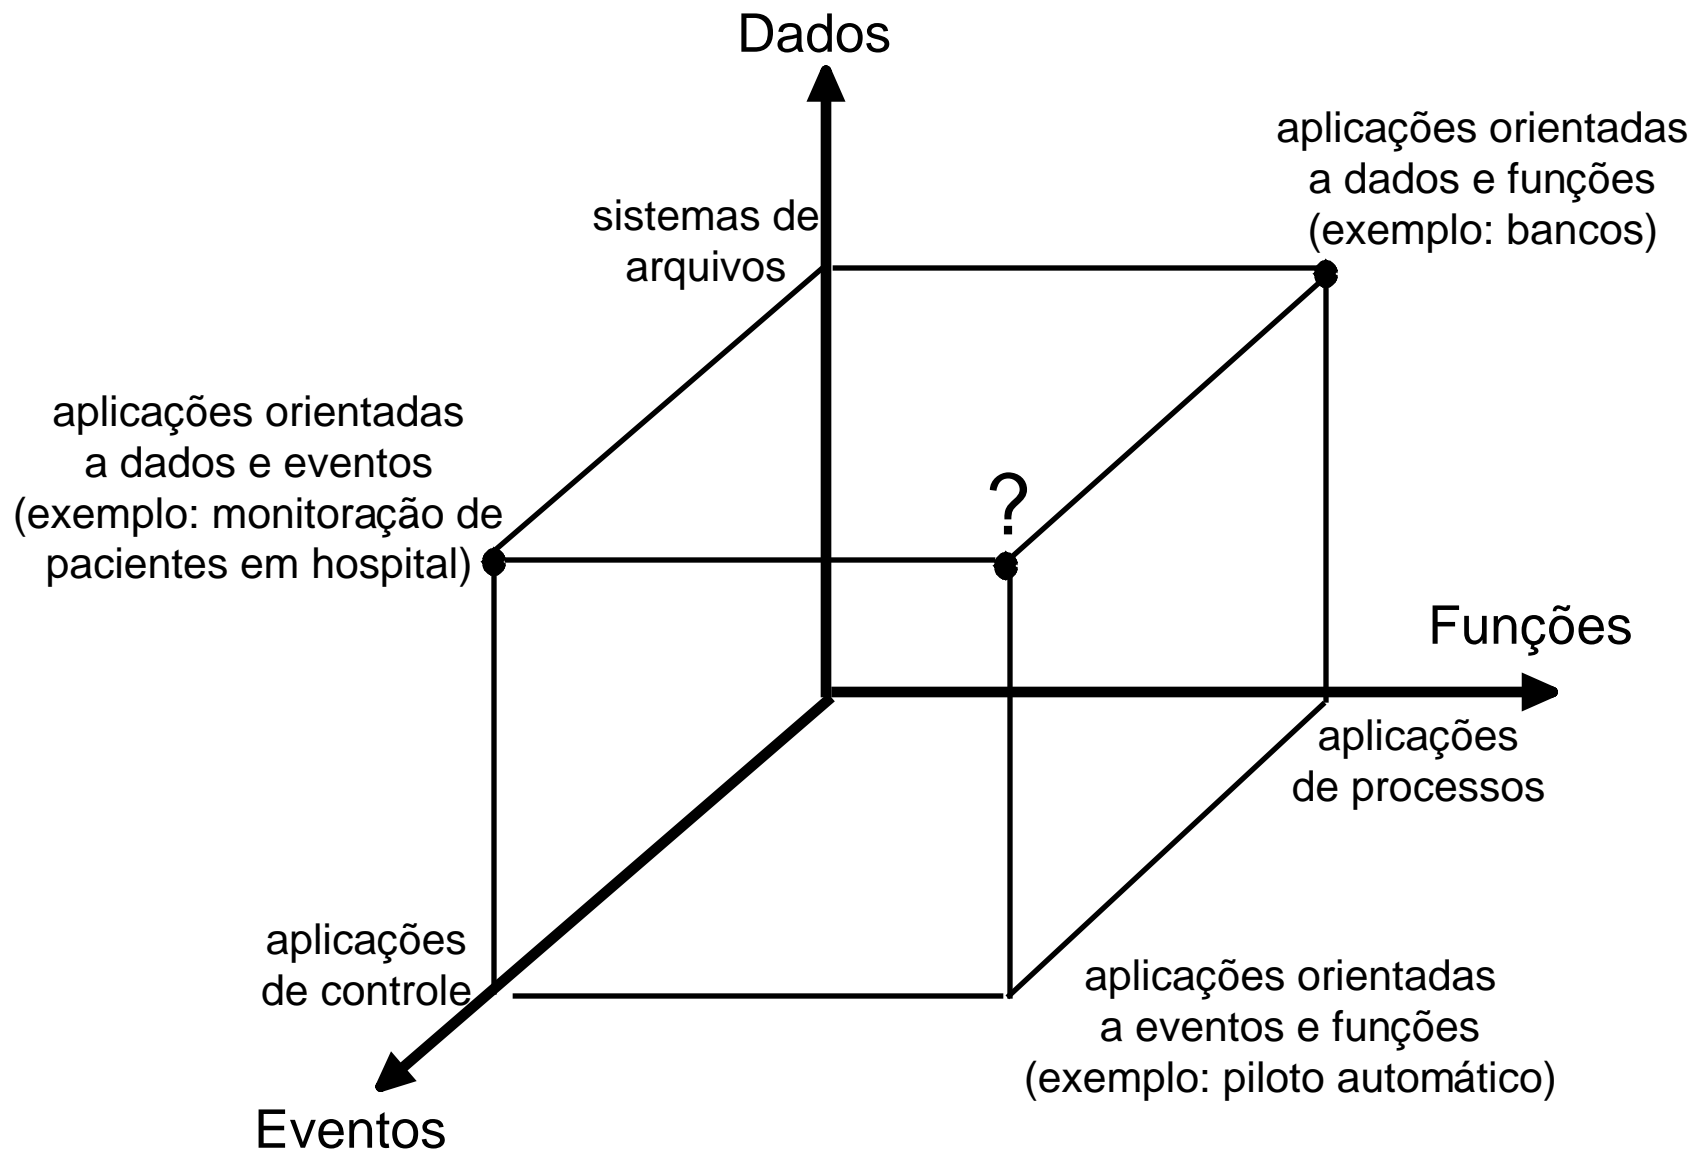 Dados
aplicações orientadas
a dados e funções
(exemplo: bancos)
sistemas de
arquivos
aplicações orientadas
a dados e eventos
(exemplo: monitoração de
pacientes em hospital)
?
Funções
aplicações
de processos
aplicações
de controle
aplicações orientadas
a eventos e funções
(exemplo: piloto automático)
Eventos